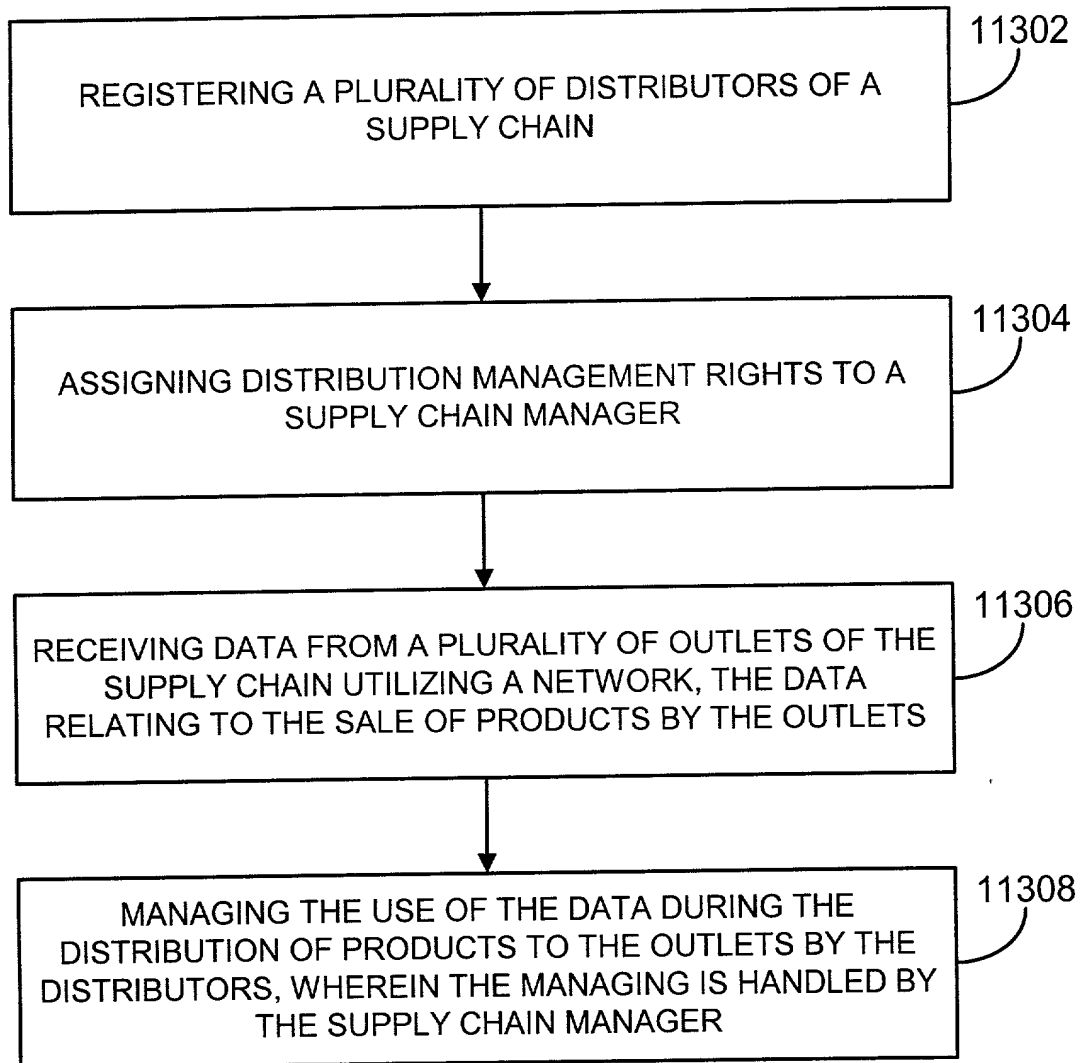 11302
REGISTERING A PLURALITY OF DISTRIBUTORS OF A
SUPPLY CHAIN
11304
ASSIGNING DISTRIBUTION MANAGEMENT RIGHTS TO A
SUPPLY CHAIN MANAGER
11306
RECEIVING DATA FROM A PLURALITY OF OUTLETS OF THE
SUPPLY CHAIN UTILIZING A NETWORK, THE DATA
RELATING TO THE SALE OF PRODUCTS BY THE OUTLETS
11308
MANAGING THE USE OF THE DATA DURING THE
DISTRIBUTION OF PRODUCTS TO THE OUTLETS BY THE
DISTRIBUTORS, WHEREIN THE MANAGING IS HANDLED BY
THE SUPPLY CHAIN MANAGER